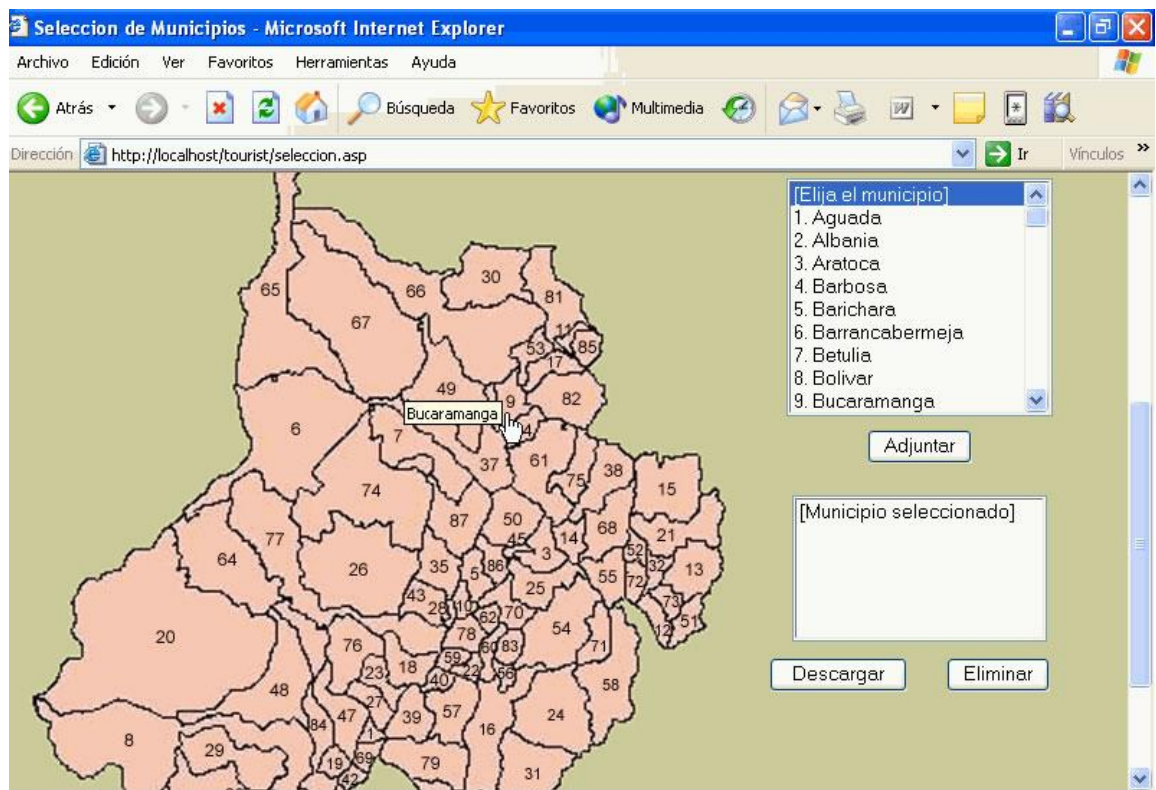 Seleccion de Municipios - Microsoft Internet Explorer
Archivo Edición Ver Favoritos Herramientas Ayuda
Atrás Búsqueda Favoritos Multimedia
Dirección http://localhost/tourist/seleccion.asp Ir Vínculos »
[Elija el municipio]
1. Aguada
2. Albania
3. Aratoca
4. Barbosa
5. Barichara
6. Barrancabermeja
7. Betulia
8. Bolivar
9. Bucaramanga
Adjuntar
[Municipio seleccionado]
Descargar Eliminar
30
65 66 81
67
11
53 85
17
49 9 82
Bucaramanga
6 7
37 61 38
74 75 15
87 50 68
77 45 14 21
64 3 52
26 35 5 86 55 32 13
25 72
43 28 10 73
62 70 51
20 78 54 12
76 60 83 71
59
23 18 22 56
40 58
48 27
47 39 57 24
84 16
8 29 1
69 79
19 31
42